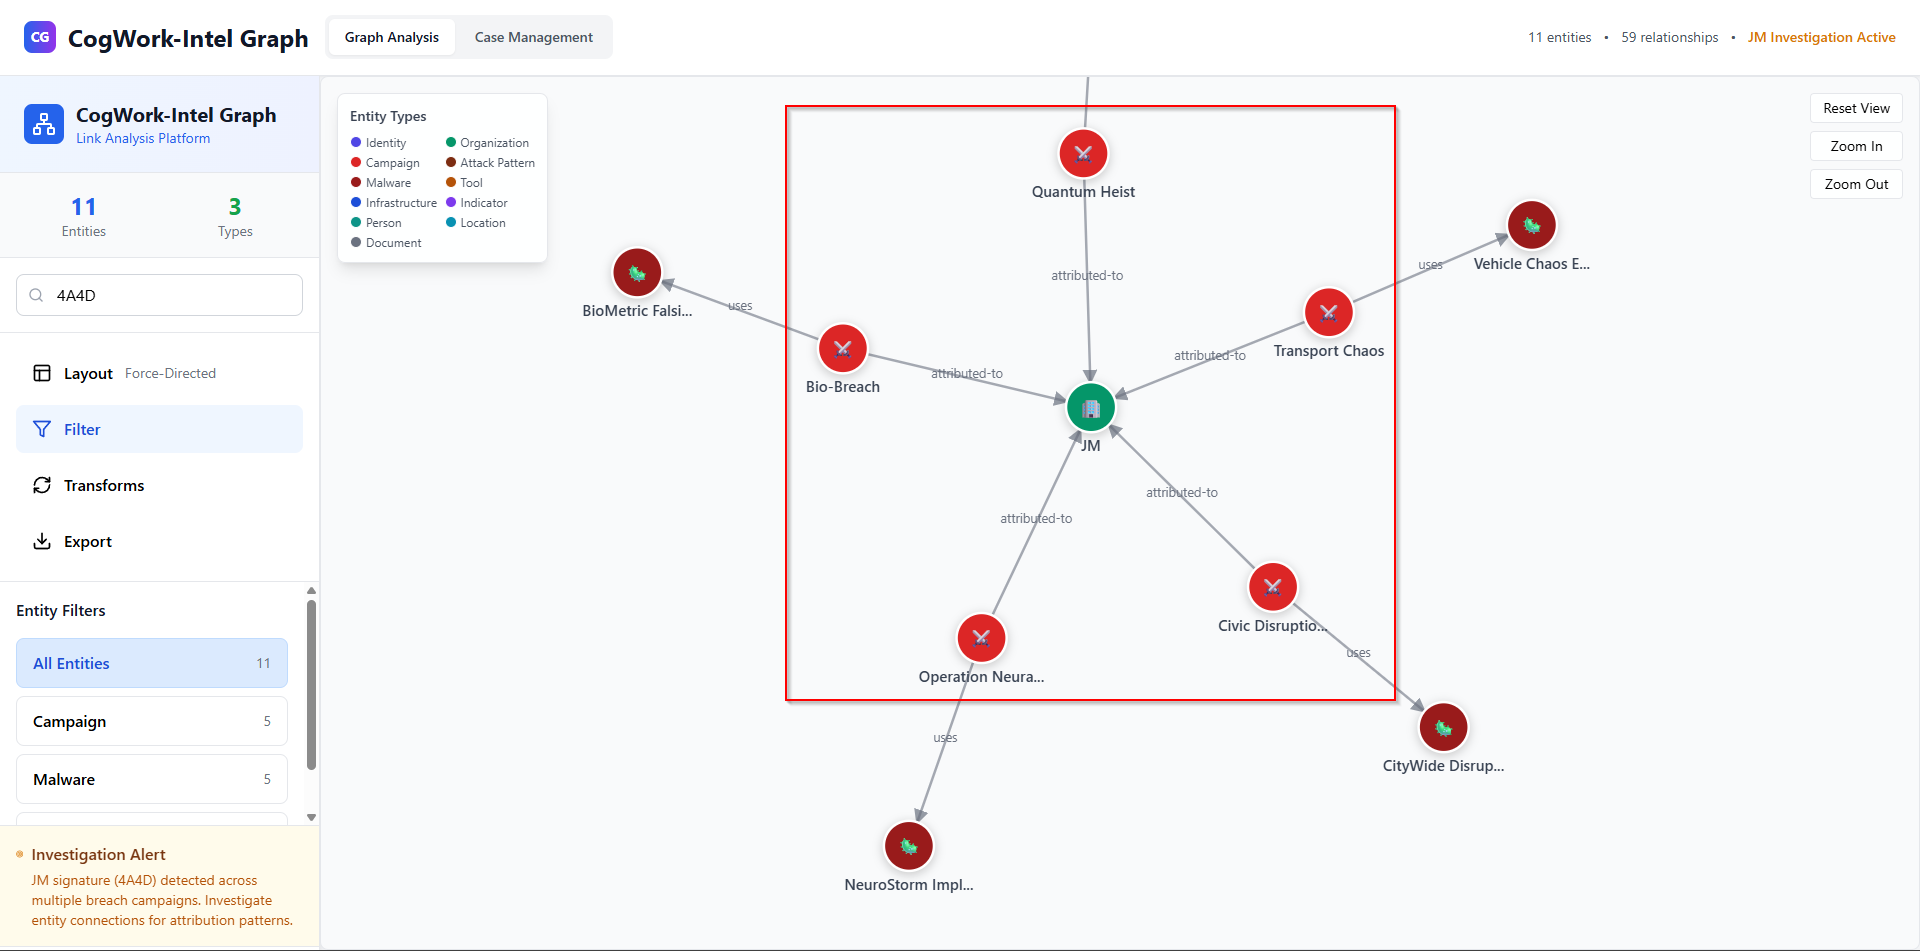 CG
CogWork-Intel Graph
Graph Analysis
Case Management
11 entities • 59 relationships • JM Investigation Active
CogWork-Intel Graph
Link Analysis Platform
11
Entities
3
Types
4A4D
Layout Force-Directed
Filter
Transforms
Export
Entity Filters
All Entities 11
Campaign 5
Malware 5
Investigation Alert
JM signature (4A4D) detected across
multiple breach campaigns. Investigate
entity connections for attribution patterns.
Entity Types
Identity
Organization
Campaign
Attack Pattern
Malware
Tool
Infrastructure
Indicator
Person
Location
Document
Reset View
Zoom In
Zoom Out
Quantum Heist
attributed-to
Vehicle Chaos E...
uses
BioMetric Falsi...
uses
Transport Chaos
attributed-to
Bio-Breach
attributed-to
JM
attributed-to
attributed-to
Civic Disruptio...
uses
Operation Neura...
uses
CityWide Disrup...
NeuroStorm Impl...